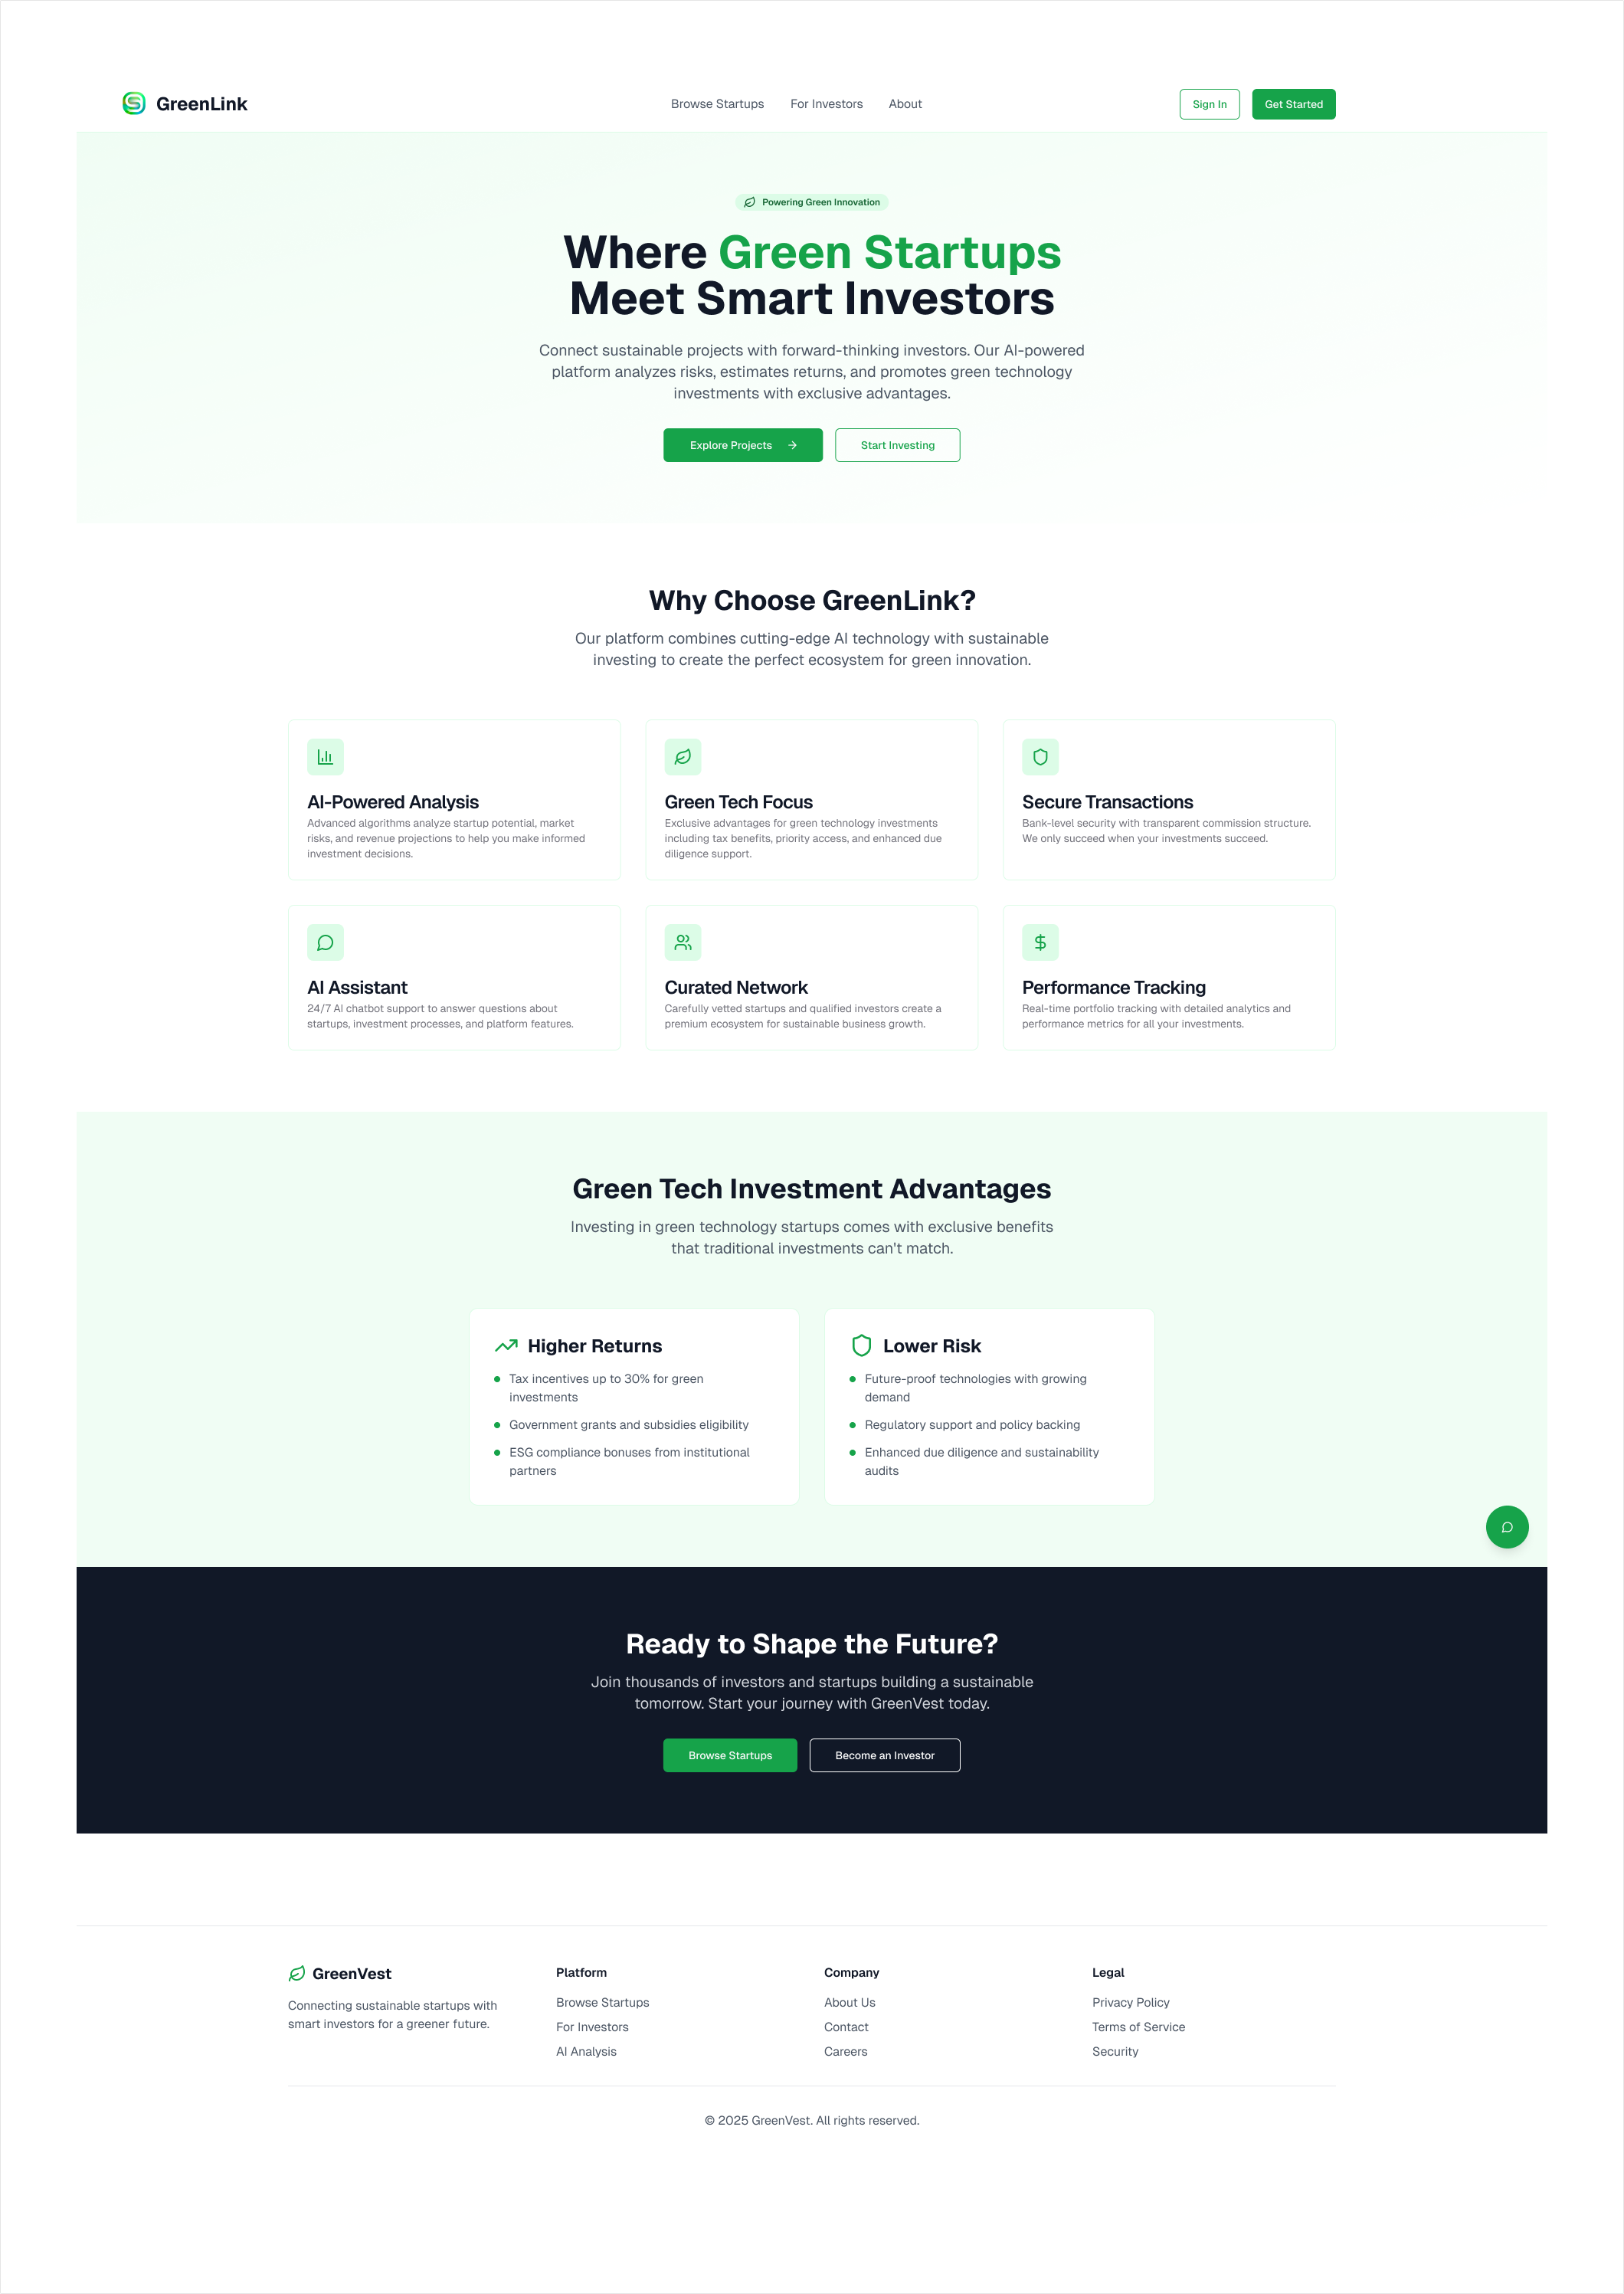 GreenLink
Browse Startups
For Investors
About
Sign In
Get Started
Powering Green Innovation
Where Green Startups
Meet Smart Investors
Connect sustainable projects with forward-thinking investors. Our AI-powered
platform analyzes risks, estimates returns, and promotes green technology
investments with exclusive advantages.
Explore Projects
Start Investing
Why Choose GreenLink?
Our platform combines cutting-edge AI technology with sustainable
investing to create the perfect ecosystem for green innovation.
AI-Powered Analysis
Advanced algorithms analyze startup potential, market
risks, and revenue projections to help you make informed
investment decisions.
Green Tech Focus
Exclusive advantages for green technology investments
including tax benefits, priority access, and enhanced due
diligence support.
Secure Transactions
Bank-level security with transparent commission structure.
We only succeed when your investments succeed.
AI Assistant
24/7 AI chatbot support to answer questions about
startups, investment processes, and platform features.
Curated Network
Carefully vetted startups and qualified investors create a
premium ecosystem for sustainable business growth.
Performance Tracking
Real-time portfolio tracking with detailed analytics and
performance metrics for all your investments.
Green Tech Investment Advantages
Investing in green technology startups comes with exclusive benefits
that traditional investments can't match.
Higher Returns
Tax incentives up to 30% for green
investments
Government grants and subsidies eligibility
ESG compliance bonuses from institutional
partners
Lower Risk
Future-proof technologies with growing
demand
Regulatory support and policy backing
Enhanced due diligence and sustainability
audits
Ready to Shape the Future?
Join thousands of investors and startups building a sustainable
tomorrow. Start your journey with GreenVest today.
Browse Startups
Become an Investor
GreenVest
Connecting sustainable startups with
smart investors for a greener future.
Platform
Browse Startups
For Investors
AI Analysis
Company
About Us
Contact
Careers
Legal
Privacy Policy
Terms of Service
Security
© 2025 GreenVest. All rights reserved.